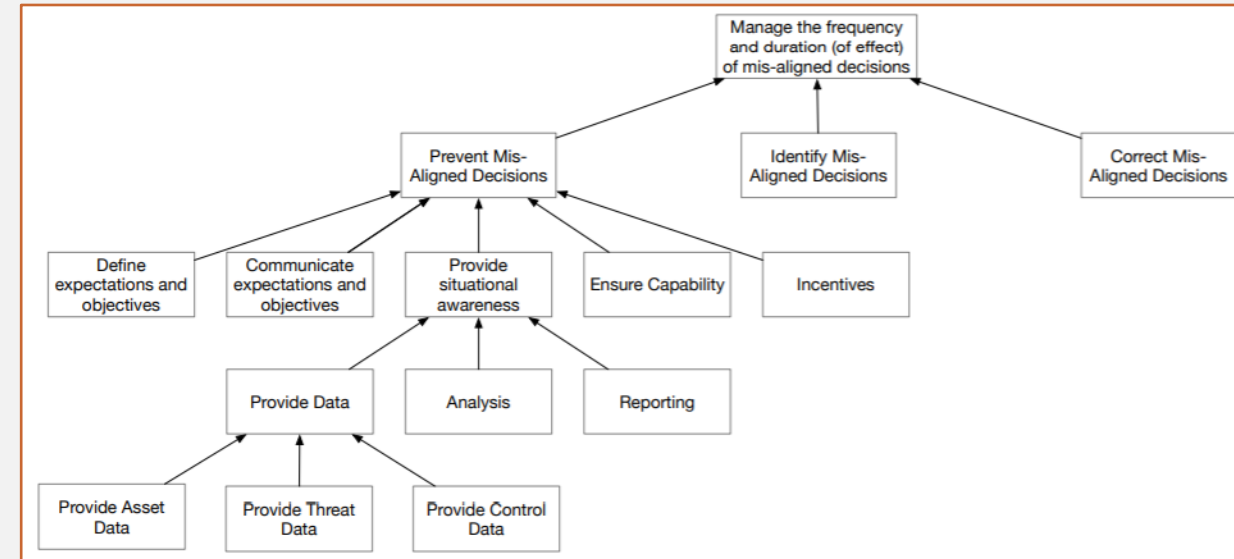 Manage the frequency
and duration (of effect)
of mis-aligned decisions
Prevent Mis-
Aligned Decisions
Identify Mis-
Aligned Decisions
Correct Mis-
Aligned Decisions
Define
expectations and
objectives
Communicate
expectations and
objectives
Provide
situational
awareness
Ensure Capability
Incentives
Provide Data
Analysis
Reporting
Provide Asset
Data
Provide Threat
Data
Provide Control
Data